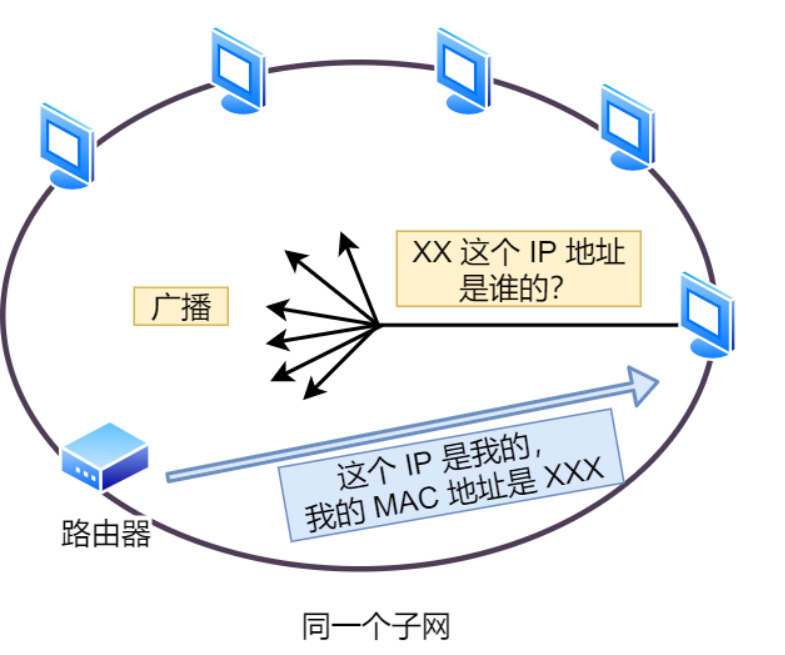 XX 这个 IP 地址
是谁的？
广播
这个 IP 是我的，
我的 MAC 地址是 XXX
路由器
同一个子网